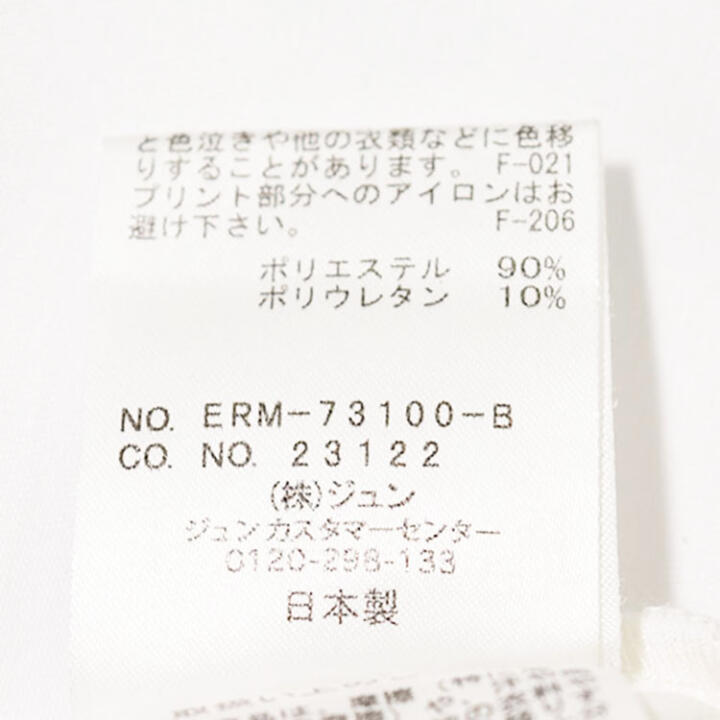 と色泣きや他の衣類などに色移
りすることがあります。 F-021
プリント部分へのアイロンはお
避け下さい。 F-206
ポリエステル 90%
ポリウレタン 10%
NO. ERM-73100-B
CO. NO. 23122
(株)ジュン
ジュンカスタマーセンター
0120-298-133
日本製